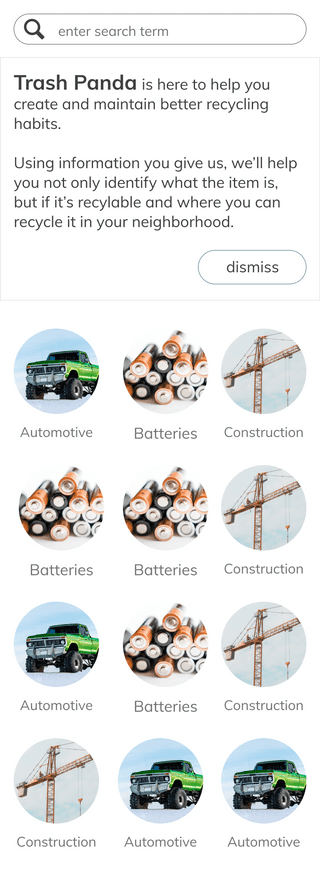 enter search term
Trash Panda is here to help you
create and maintain better recycling
habits.
Using information you give us, we'll help
you not only identify what the item is,
but if it's recylable and where you can
recycle it in your neighborhood.
dismiss
Automotive
Batteries
Construction
Batteries
Batteries
Construction
Automotive
Batteries
Construction
Construction
Automotive
Automotive